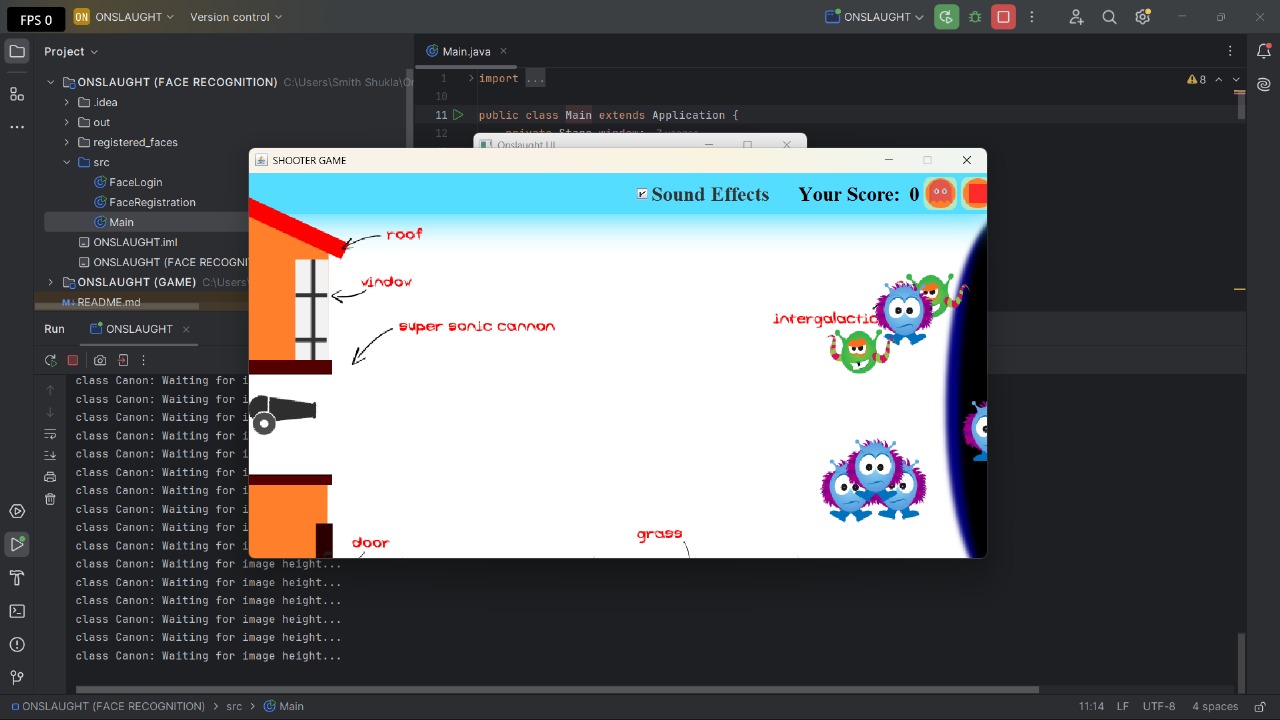 FPS 0
ON ONSLAUGHT
Version control
ONSLAUGHT
Project
ONSLAUGHT (FACE RECOGNITION) C:\Users\Smith Shukla\On
.idea
out
registered_faces
src
FaceLogin
FaceRegistration
Main
ONSLAUGHT.iml
ONSLAUGHT (FACE RECOGNI
ONSLAUGHT (GAME) C:\Users
README.md
Main.java
8
1 import ...
10
11 public class Main extends Application {
12 private Stage window; 7 usages
Onslaught UI
SHOOTER GAME
Sound Effects
Your Score: 0
roof
window
super sonic cannon
intergalactic
door
grass
Run
ONSLAUGHT
class Canon: Waiting for i
class Canon: Waiting for i
class Canon: Waiting for i
class Canon: Waiting for i
class Canon: Waiting for i
class Canon: Waiting for i
class Canon: Waiting for i
class Canon: Waiting for i
class Canon: Waiting for i
class Canon: Waiting for i
class Canon: Waiting for image height...
class Canon: Waiting for image height...
class Canon: Waiting for image height...
class Canon: Waiting for image height...
class Canon: Waiting for image height...
class Canon: Waiting for image height...
ONSLAUGHT (FACE RECOGNITION) > src > Main
11:14 LF UTF-8 4 spaces